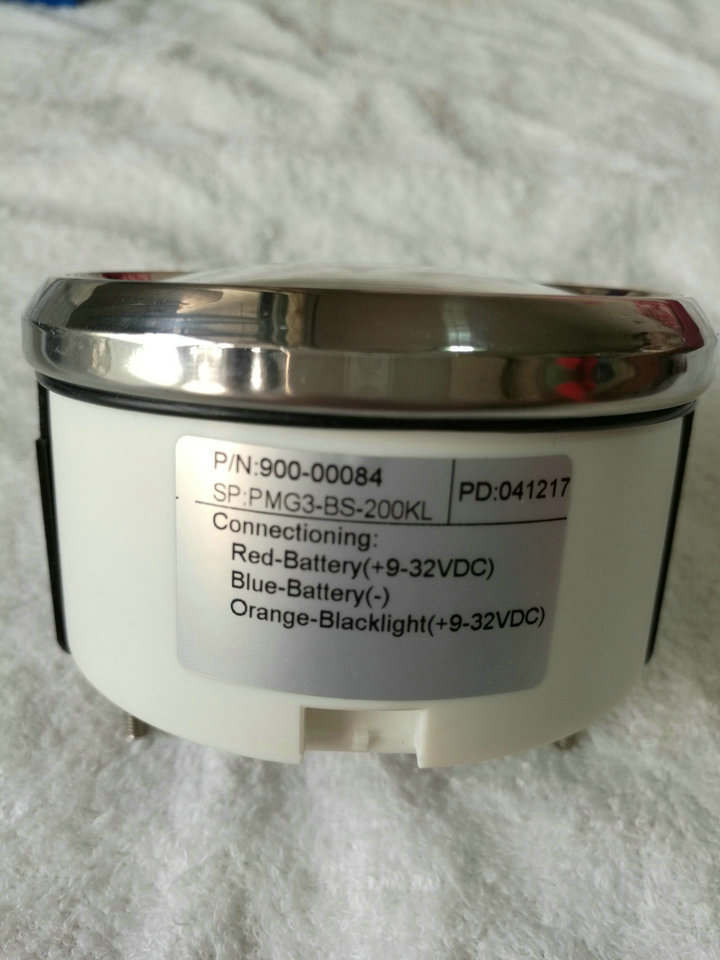 P/N:900-00084
SP:PMG3-BS-200KL
PD:041217
Connectioning:
Red-Battery(+9-32VDC)
Blue-Battery(-)
Orange-Blacklight(+9-32VDC)